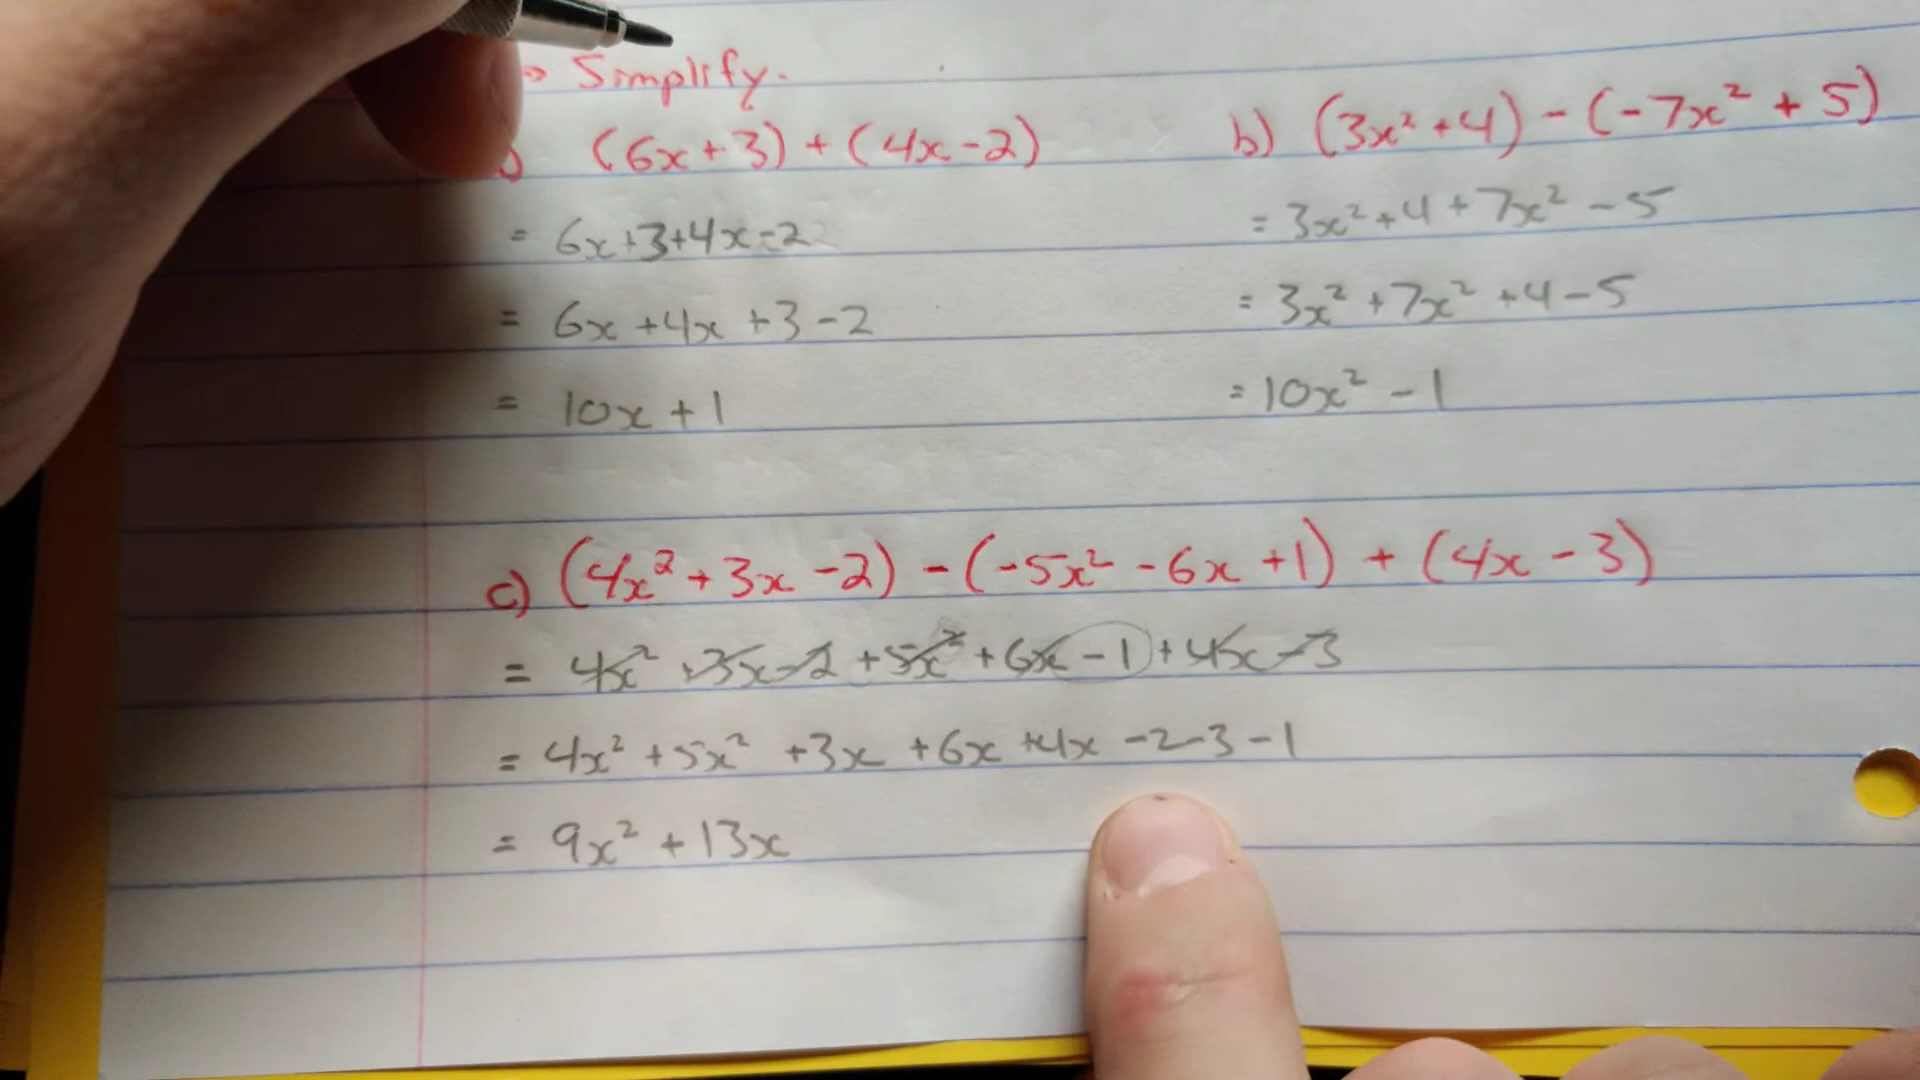 Simplify.
(6x+3) + (4x-2)
= 6x+3+4x-2
= 6x +4x +3-2
= 10x + 1
b) (3x² +4) - (-7x² + 5)
= 3x² +4 + 7x² - 5
= 3x² +7x² +4-5
= 10x² - 1
c) (4x² + 3x -2) - (-5x² - 6x +1) + (4x - 3)
= 4x² +3x-2 +5x² +6x -1 +4x-3
= 4x² +5x² +3x +6x +4x -2-3-1
= 9x² +13x